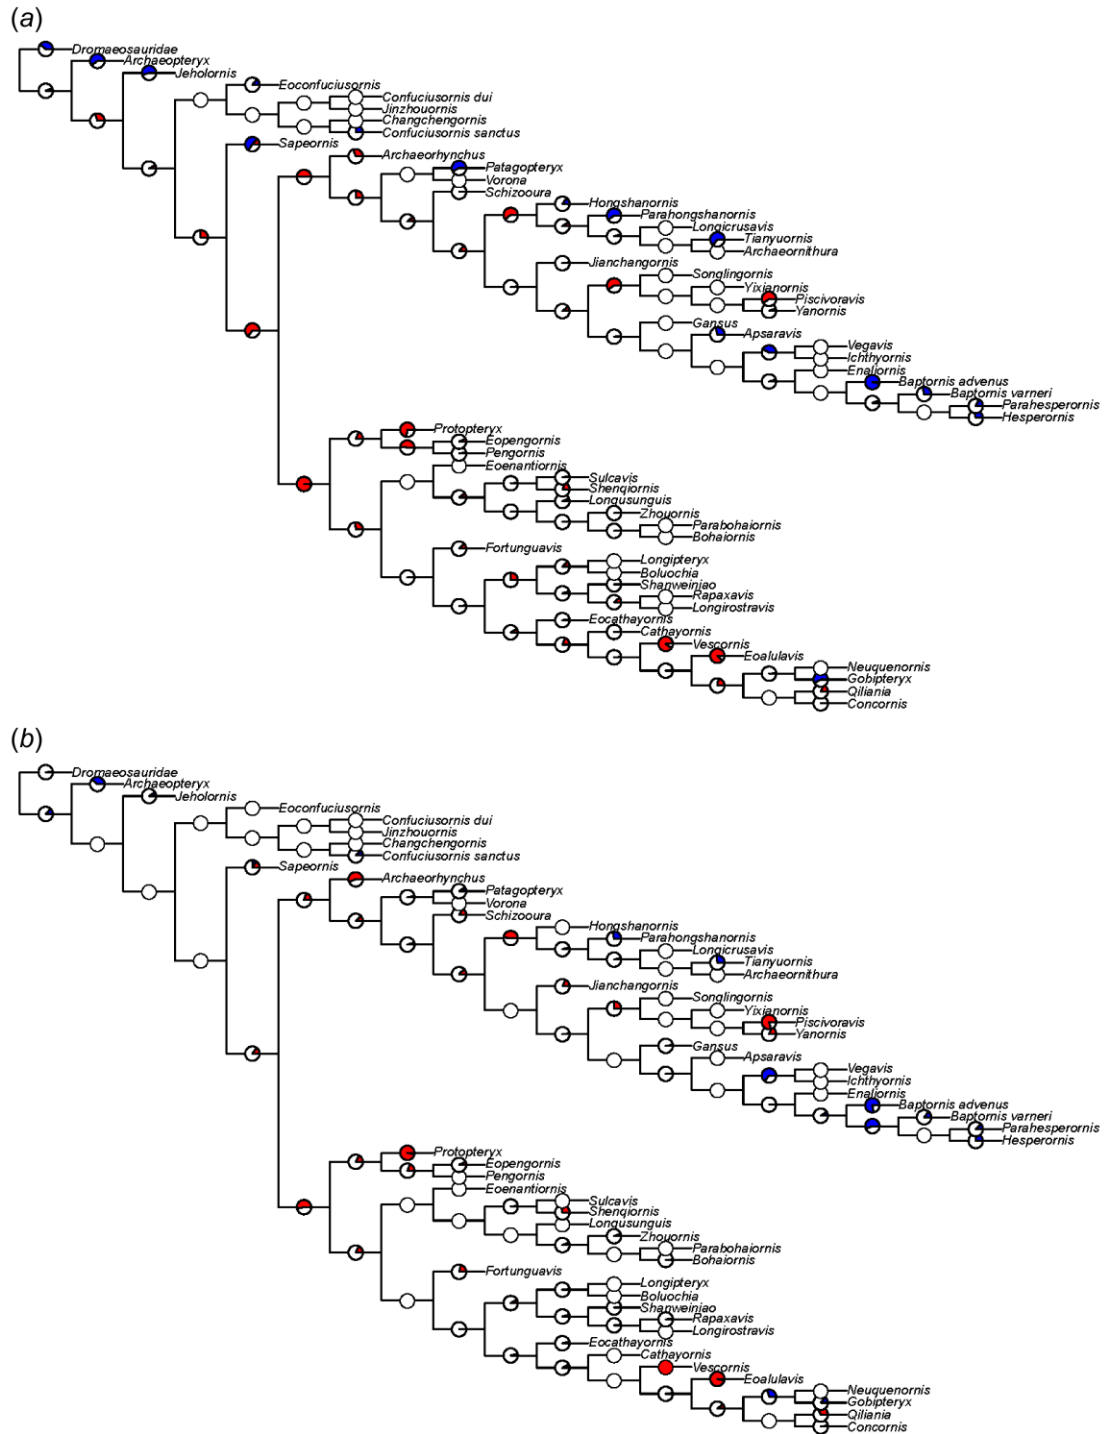 (a)
Dromaeosauridae
Archaeopteryx
Jeholornis
Eoconfuciusornis
Confuciusornis dui
Jinzhouornis
Changchengornis
Confuciusornis sanctus
Sapeornis
Archaeorhynchus
Patagopteryx
Vorona
Schizooura
Hongshanornis
Parahongshanornis
Longicrusavis
Tianyuornis
Archaeornithura
Jianchangornis
Songlingornis
Yixianornis
Piscivoravis
Yanornis
Gansus
Apsaravis
Vegavis
Ichthyornis
Enaliornis
Baptornis advenus
Baptornis varneri
Parahesperornis
Hesperornis
Protopteryx
Eopengornis
Pengornis
Eoenantiornis
Sulcavis
Shenqiornis
Longusunguis
Zhouornis
Parabohaiornis
Bohaiornis
Fortunguavis
Longipteryx
Boluochia
Shanweiniao
Rapaxavis
Longirostravis
Eocathayornis
Cathayornis
Vescornis
Eoalulavis
Neuquenornis
Gobipteryx
Qiliania
Concornis
(b)
Dromaeosauridae
Archaeopteryx
Jeholornis
Eoconfuciusornis
Confuciusornis dui
Jinzhouornis
Changchengornis
Confuciusornis sanctus
Sapeornis
Archaeorhynchus
Patagopteryx
Vorona
Schizooura
Hongshanornis
Parahongshanornis
Longicrusavis
Tianyuornis
Archaeornithura
Jianchangornis
Songlingornis
Yixianornis
Piscivoravis
Yanornis
Gansus
Apsaravis
Vegavis
Ichthyornis
Enaliornis
Baptornis advenus
Baptornis varneri
Parahesperornis
Hesperornis
Protopteryx
Eopengornis
Pengornis
Eoenantiornis
Sulcavis
Shenqiornis
Longusunguis
Zhouornis
Parabohaiornis
Bohaiornis
Fortunguavis
Longipteryx
Boluochia
Shanweiniao
Rapaxavis
Longirostravis
Eocathayornis
Cathayornis
Vescornis
Eoalulavis
Neuquenornis
Gobipteryx
Qiliania
Concornis